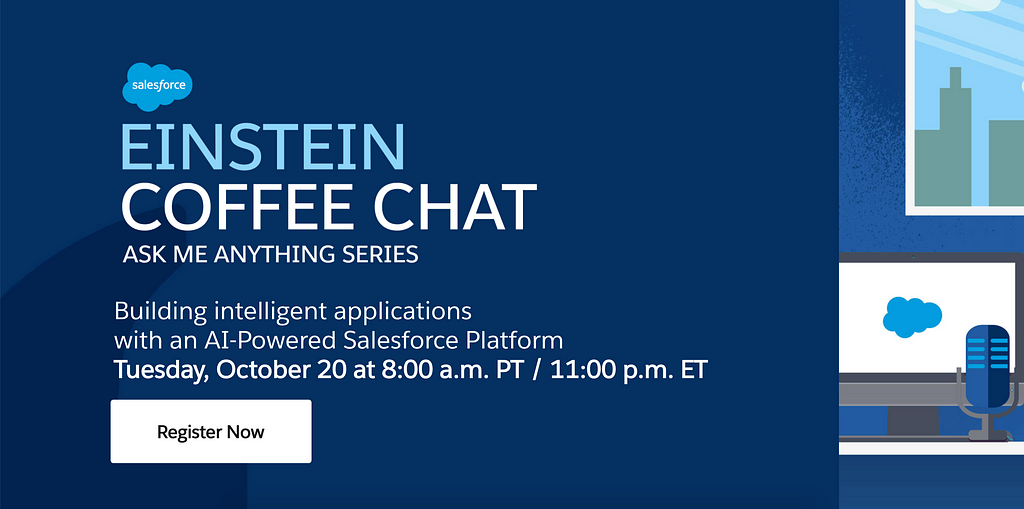 salesforce
EINSTEIN
COFFEE CHAT
ASK ME ANYTHING SERIES
Building intelligent applications
with an AI-Powered Salesforce Platform
Tuesday, October 20 at 8:00 a.m. PT / 11:00 p.m. ET
Register Now